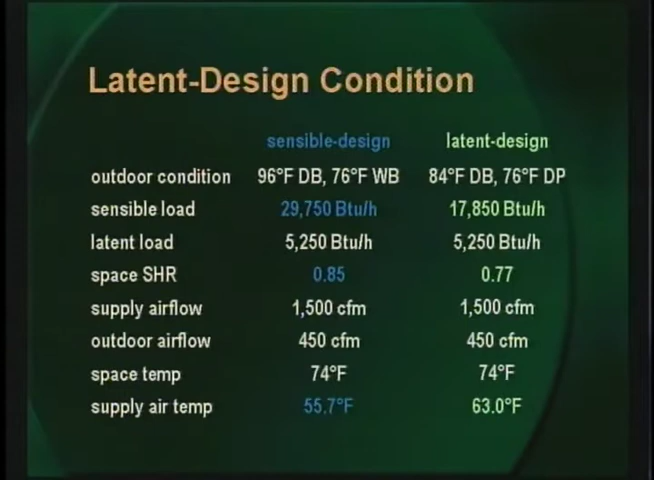 Latent-Design Condition
sensible-design latent-design
outdoor condition 96°F DB, 76°F WB 84°F DB, 76°F DP
sensible load 29,750 Btu/h 17,850 Btu/h
latent load 5,250 Btu/h 5,250 Btu/h
space SHR 0.85 0.77
supply airflow 1,500 cfm 1,500 cfm
outdoor airflow 450 cfm 450 cfm
space temp 74°F 74°F
supply air temp 55.7°F 63.0°F